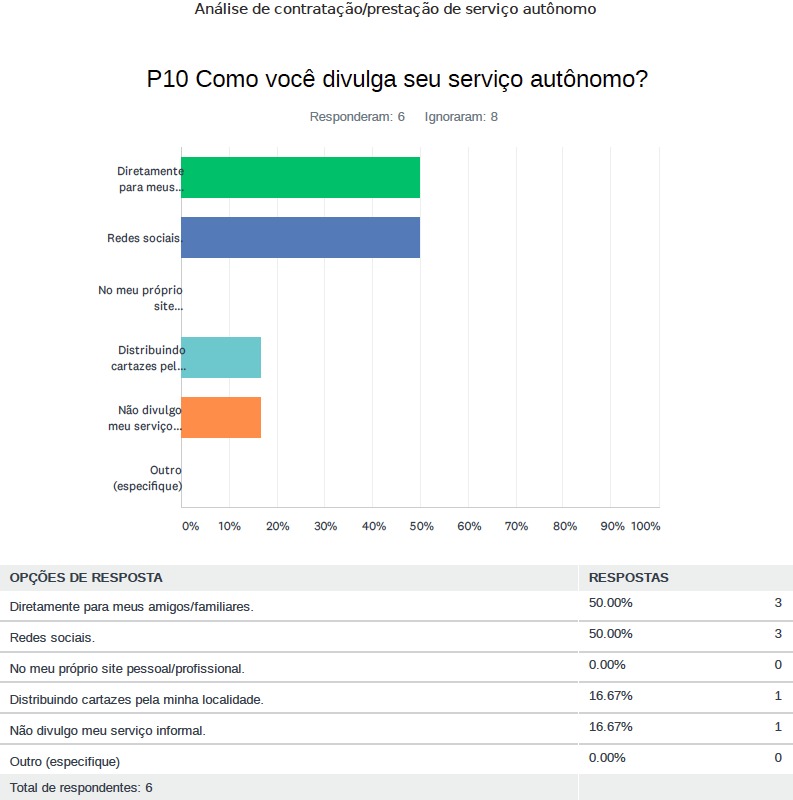 Análise de contratação/prestação de serviço autônomo
P10 Como você divulga seu serviço autônomo?
Responderam: 6 Ignoraram: 8
Diretamente
para meus...
Redes sociais.
No meu próprio
site...
Distribuindo
cartazes pel...
Não divulgo
meu serviço...
Outro
(especifique)
0% 10% 20% 30% 40% 50% 60% 70% 80% 90% 100%
OPÇÕES DE RESPOSTA RESPOSTAS
Diretamente para meus amigos/familiares. 50.00% 3
Redes sociais. 50.00% 3
No meu próprio site pessoal/profissional. 0.00% 0
Distribuindo cartazes pela minha localidade. 16.67% 1
Não divulgo meu serviço informal. 16.67% 1
Outro (especifique) 0.00% 0
Total de respondentes: 6